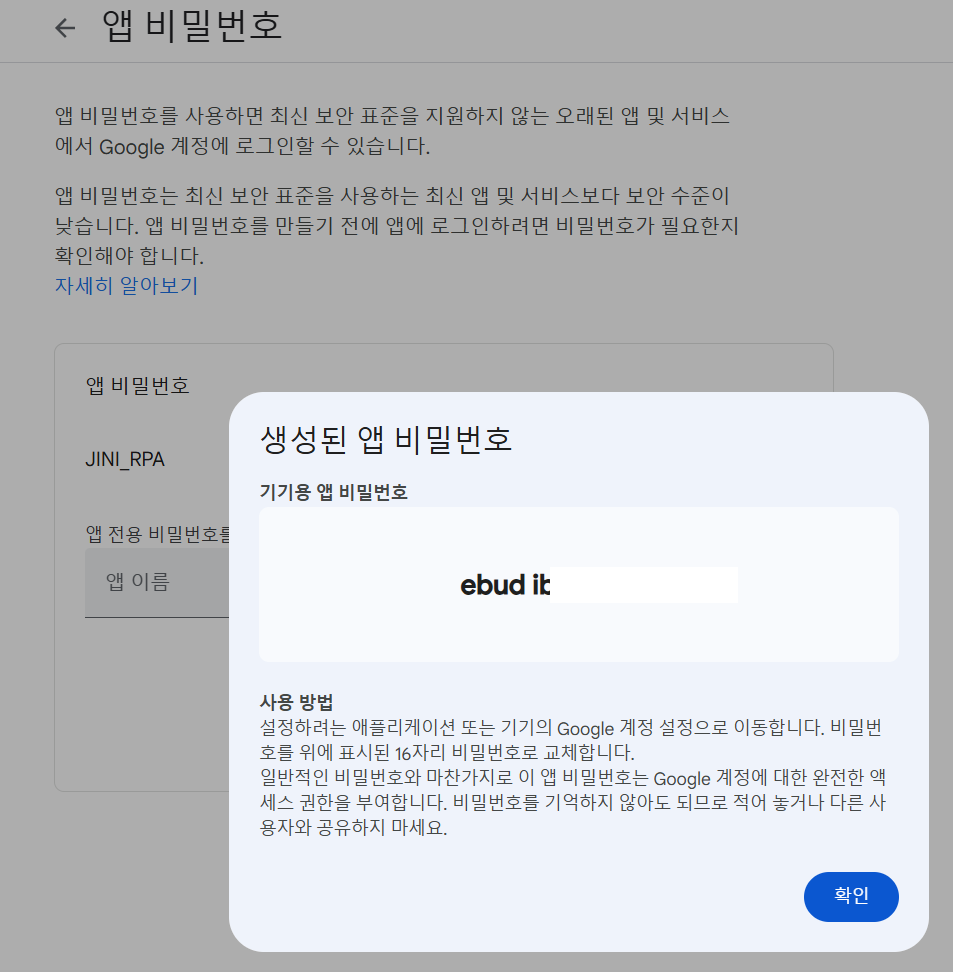 앱 비밀번호
앱 비밀번호를 사용하면 최신 보안 표준을 지원하지 않는 오래된 앱 및 서비스
에서 Google 계정에 로그인할 수 있습니다.
앱 비밀번호는 최신 보안 표준을 사용하는 최신 앱 및 서비스보다 보안 수준이
낮습니다. 앱 비밀번호를 만들기 전에 앱에 로그인하려면 비밀번호가 필요한지
확인해야 합니다.
자세히 알아보기
앱 비밀번호
JINI_RPA
앱 전용 비밀번호를
앱 이름
생성된 앱 비밀번호
기기용 앱 비밀번호
ebud
사용 방법
설정하려는 애플리케이션 또는 기기의 Google 계정 설정으로 이동합니다. 비밀번
호를 위에 표시된 16자리 비밀번호로 교체합니다.
일반적인 비밀번호와 마찬가지로 이 앱 비밀번호는 Google 계정에 대한 완전한 액
세스 권한을 부여합니다. 비밀번호를 기억하지 않아도 되므로 적어 놓거나 다른 사
용자와 공유하지 마세요.
확인